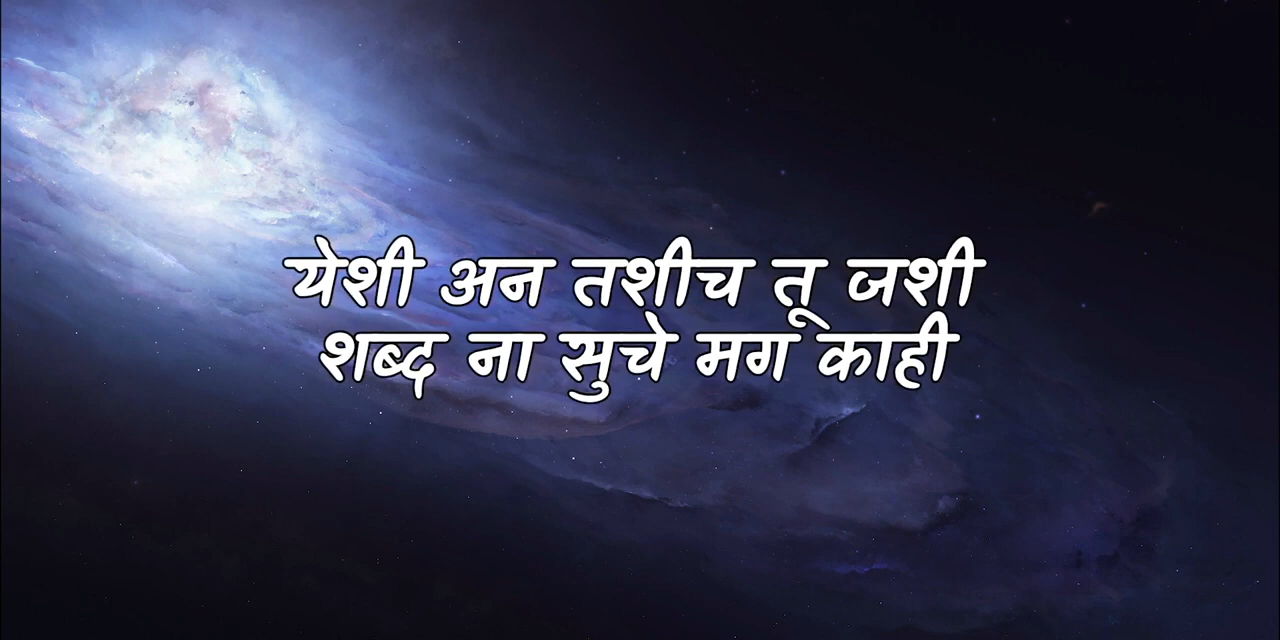 येशी अन तशीच तू जशी
शब्द ना सुचे मग काही